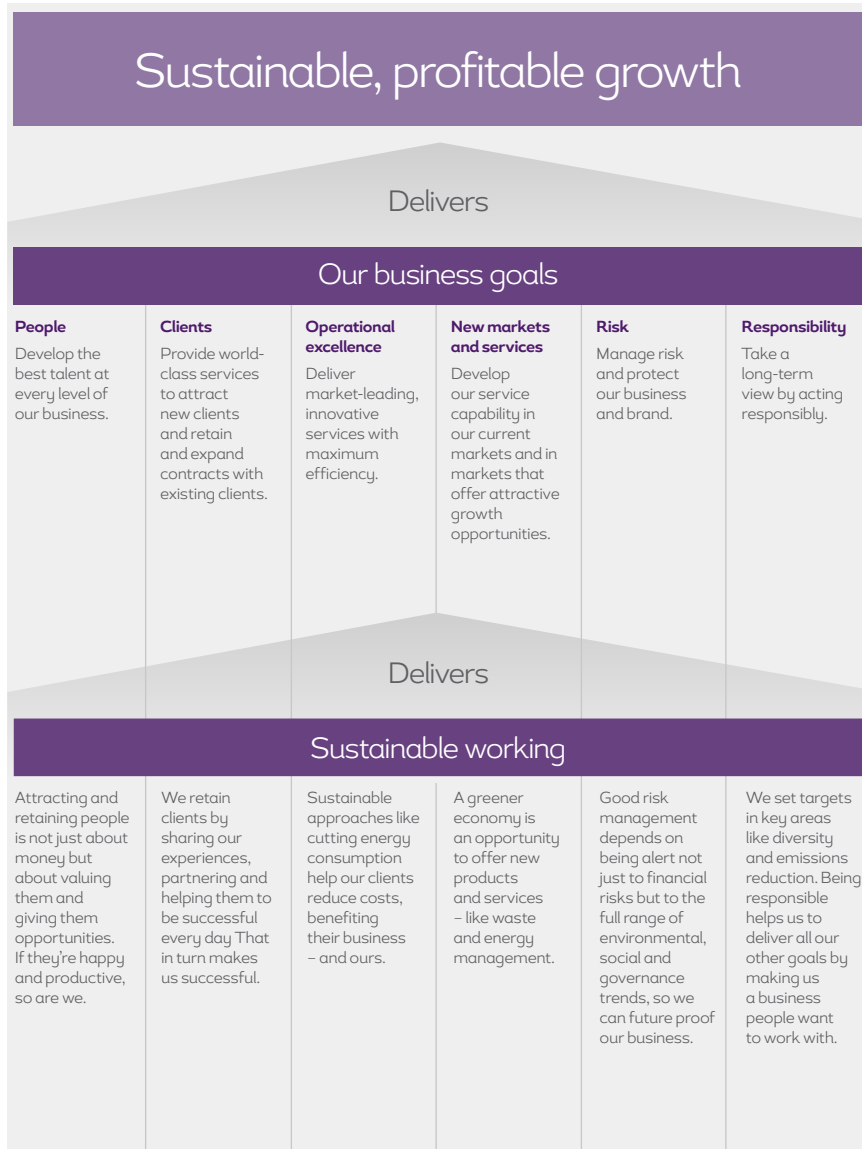 Sustainable, profitable growth
Delivers
Our business goals
People
Develop the
best talent at
every level of
our business.
Clients
Provide world-
class services
to attract
new clients
and retain
and expand
contracts with
existing clients.
Operational
excellence
Deliver
market-leading,
innovative
services with
maximum
efficiency.
New markets
and services
Develop
our service
capability in
our current
markets and in
markets that
offer attractive
growth
opportunities.
Risk
Manage risk
and protect
our business
and brand.
Responsibility
Take a
long-term
view by acting
responsibly.
Delivers
Sustainable working
Attracting and
retaining people
is not just about
money but
about valuing
them and
giving them
opportunities.
If they're happy
and productive,
so are we.
We retain
clients by
sharing our
experiences,
partnering and
helping them to
be successful
every day That
in turn makes
us successful.
Sustainable
approaches like
cutting energy
consumption
help our clients
reduce costs,
benefiting
their business
– and ours.
A greener
economy is
an opportunity
to offer new
products
and services
– like waste
and energy
management.
Good risk
management
depends on
being alert not
just to financial
risks but to the
full range of
environmental,
social and
governance
trends, so we
can future proof
our business.
We set targets
in key areas
like diversity
and emissions
reduction. Being
responsible
helps us to
deliver all our
other goals by
making us
a business
people want
to work with.